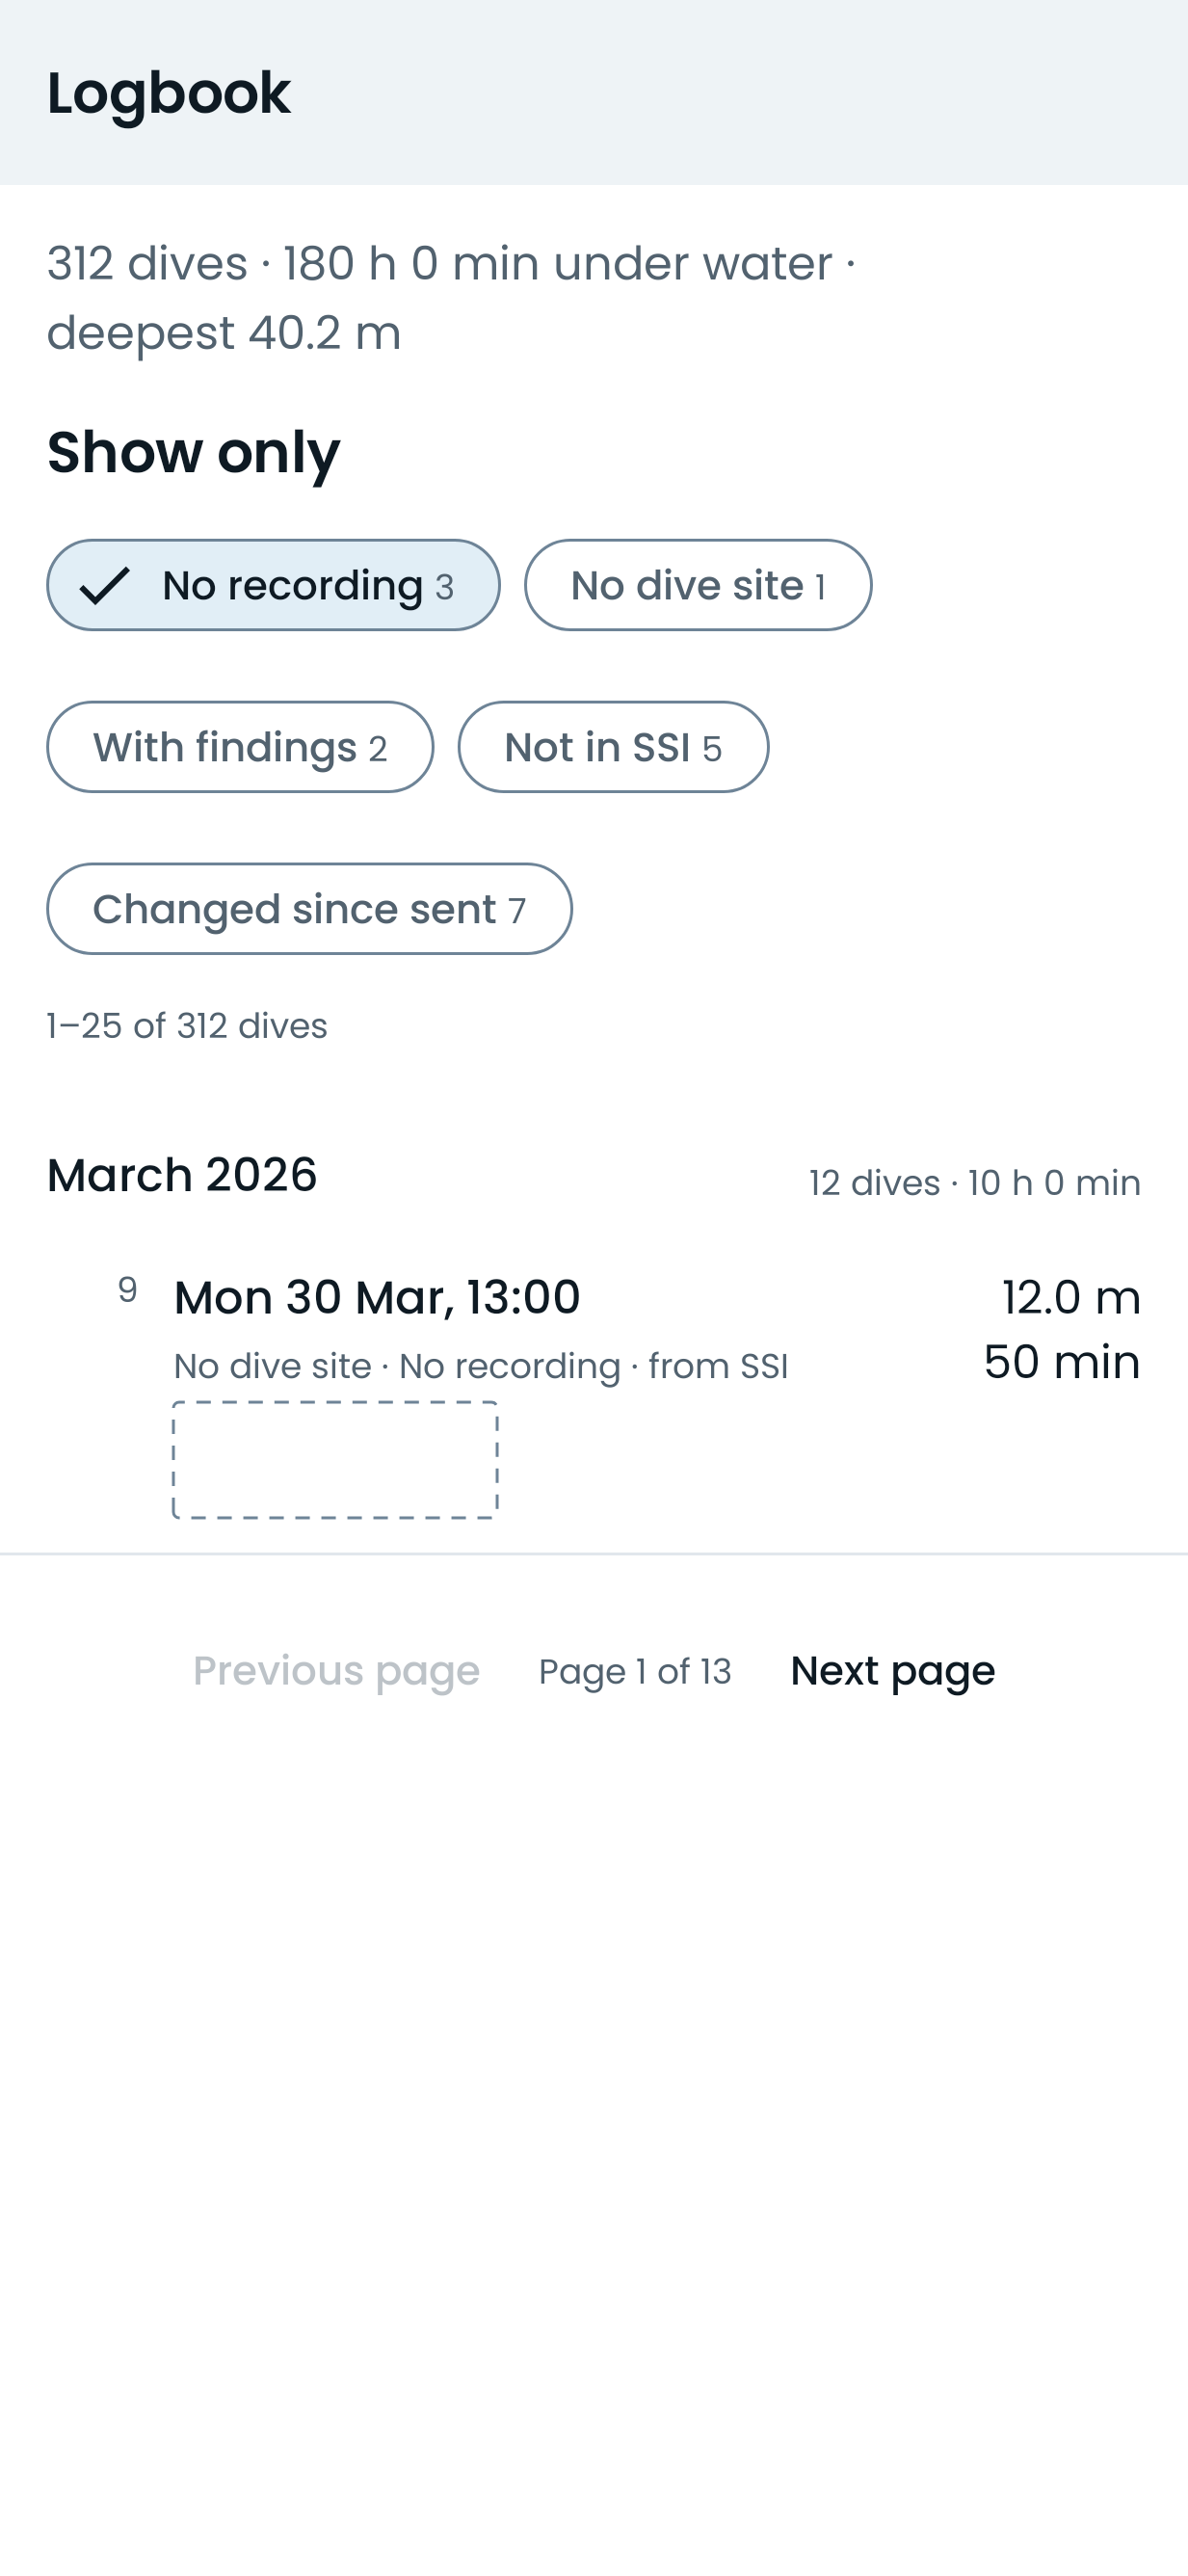 Logbook
312 dives · 180 h 0 min under water ·
deepest 40.2 m
Show only
No recording 3
No dive site 1
With findings 2
Not in SSI 5
Changed since sent 7
1–25 of 312 dives
March 2026
12 dives · 10 h 0 min
9
Mon 30 Mar, 13:00
12.0 m
No dive site · No recording · from SSI
50 min
Previous page
Page 1 of 13
Next page